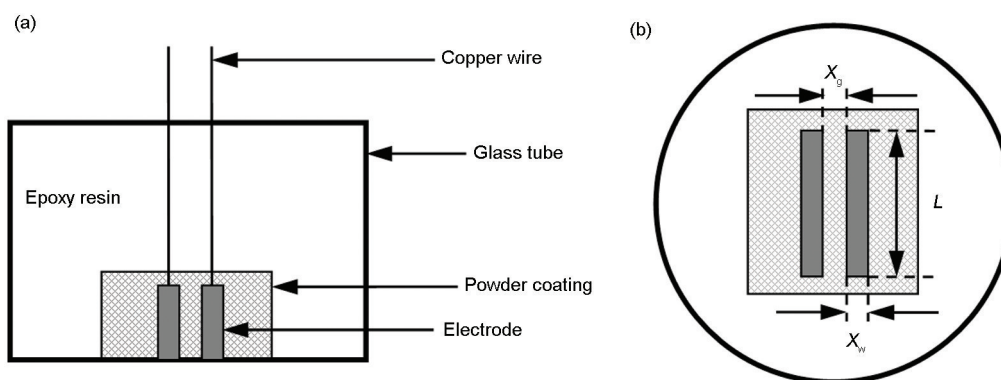 (a)
Copper wire
Glass tube
Epoxy resin
Powder coating
Electrode
(b)
Xg
L
Xw